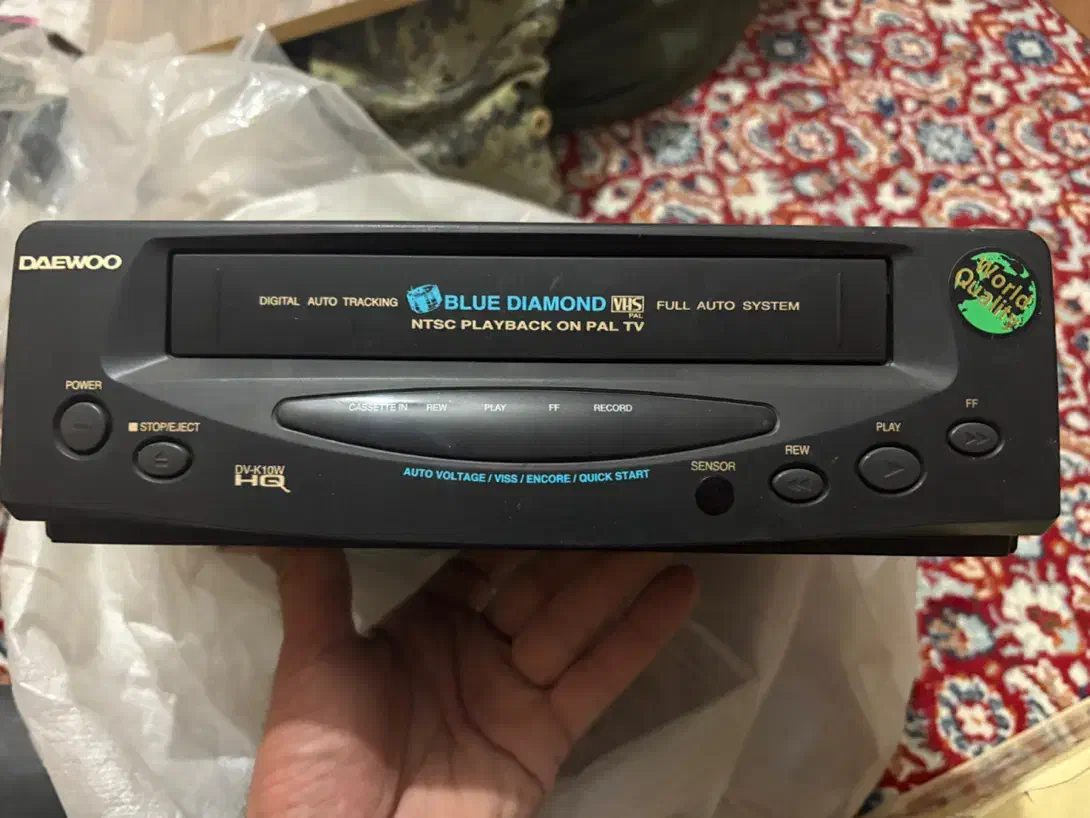 DAEWOO
DIGITAL AUTO TRACKING BLUE DIAMOND VHS PAL FULL AUTO SYSTEM
NTSC PLAYBACK ON PAL TV
World
Quality
POWER
STOP/EJECT
CASSETTE IN REW PLAY FF RECORD
DV-K10W
HQ
AUTO VOLTAGE / VISS / ENCORE / QUICK START
SENSOR
REW
PLAY
FF